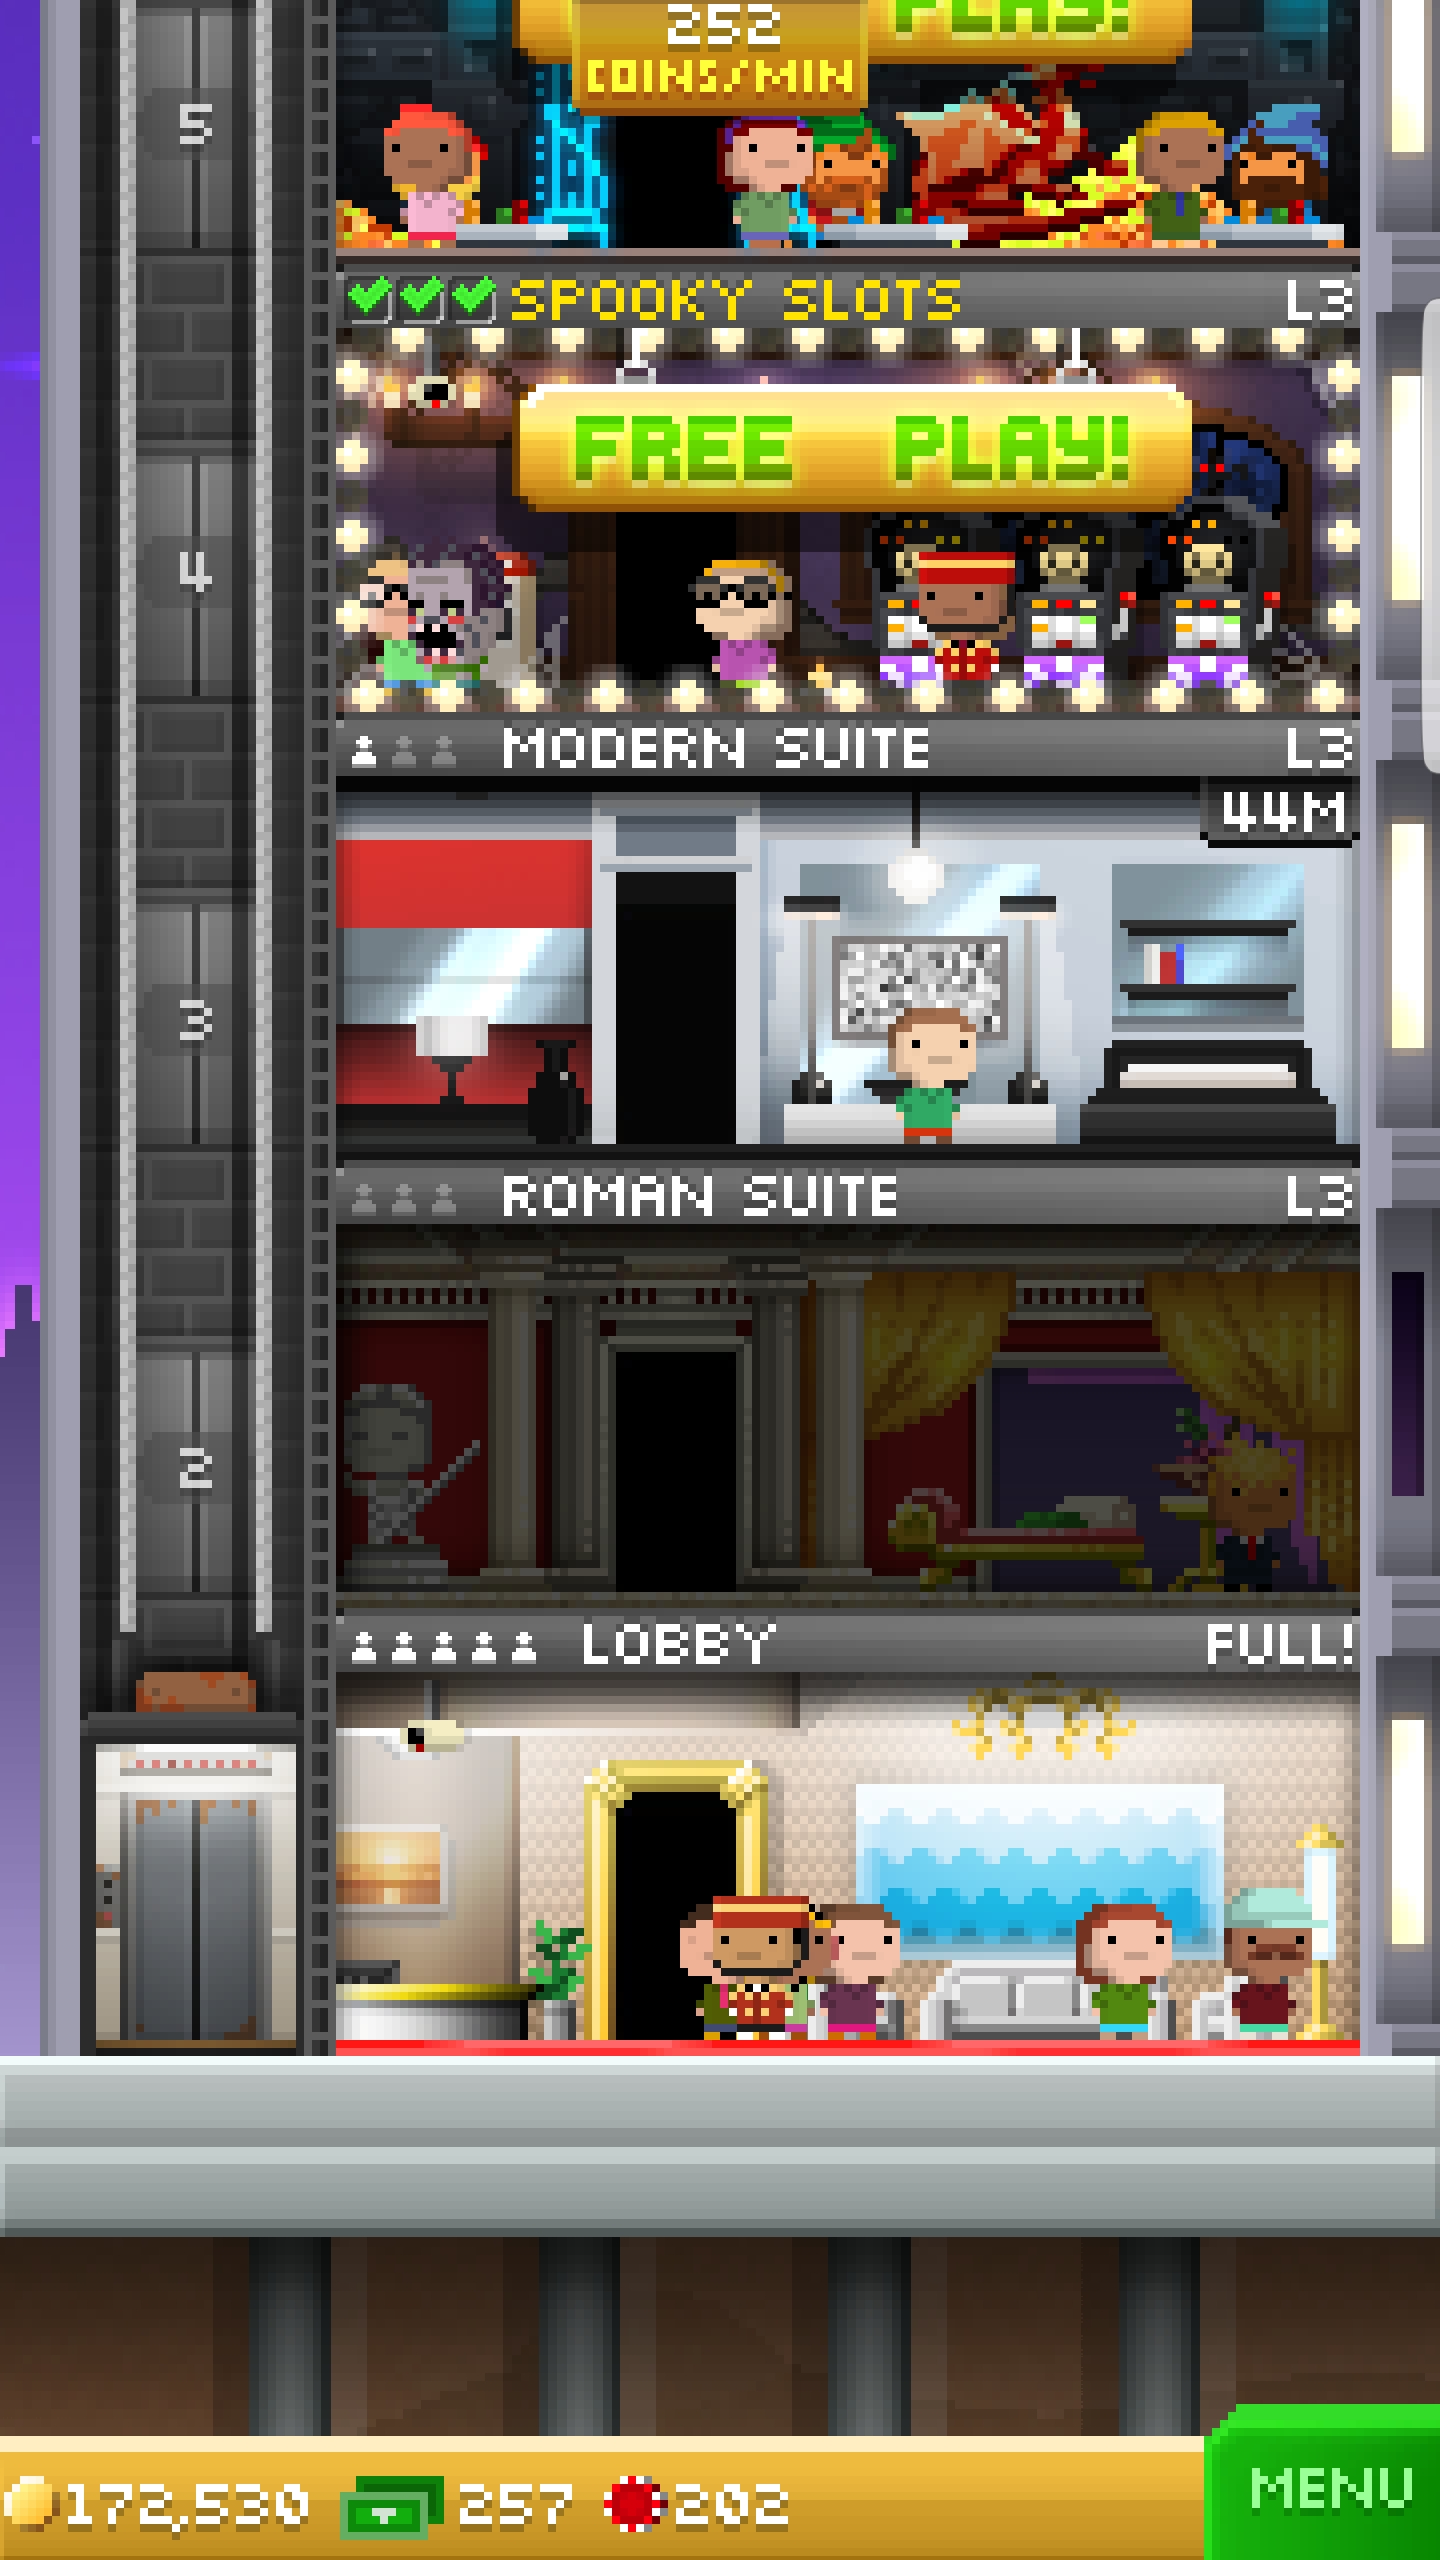 PLAY!
252
COINS/MIN
5
SPOOKY SLOTS L3
FREE PLAY!
4
MODERN SUITE L3
44M
3
ROMAN SUITE L3
2
LOBBY FULL!
172,530 257 202
MENU